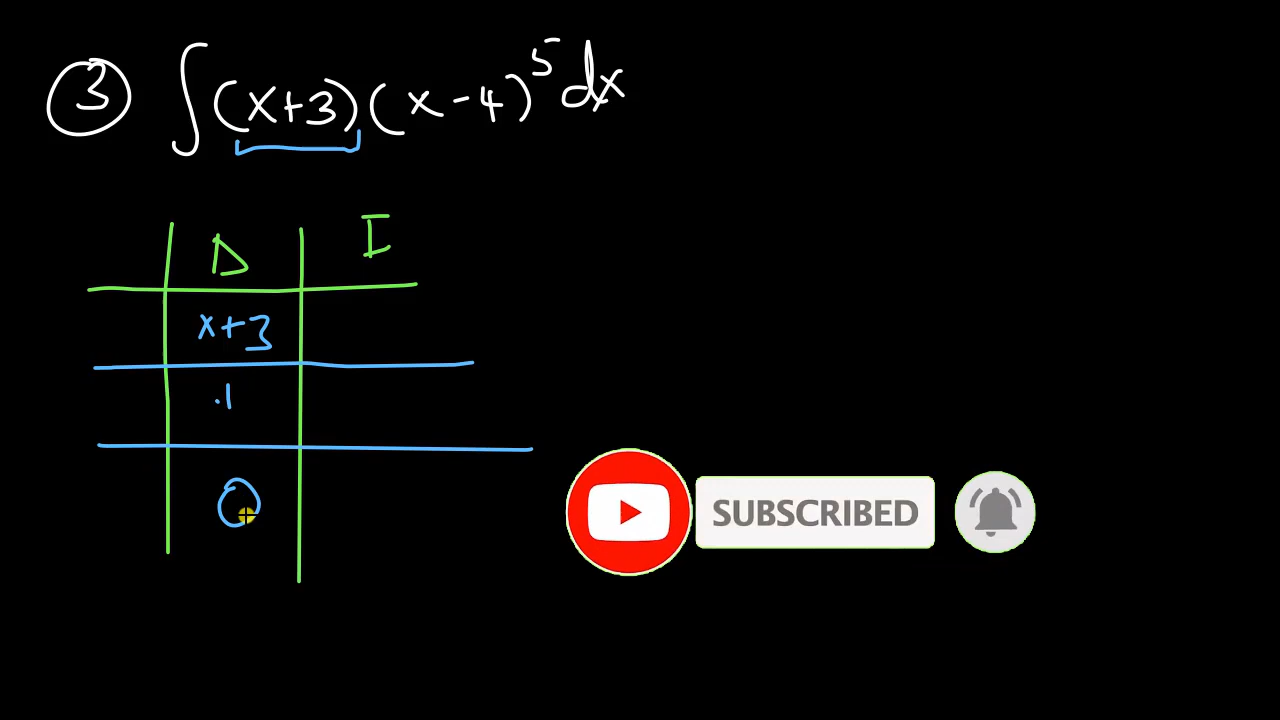 3 ∫(x+3)(x-4)⁵dx
D I
x+3
.1
0
SUBSCRIBED